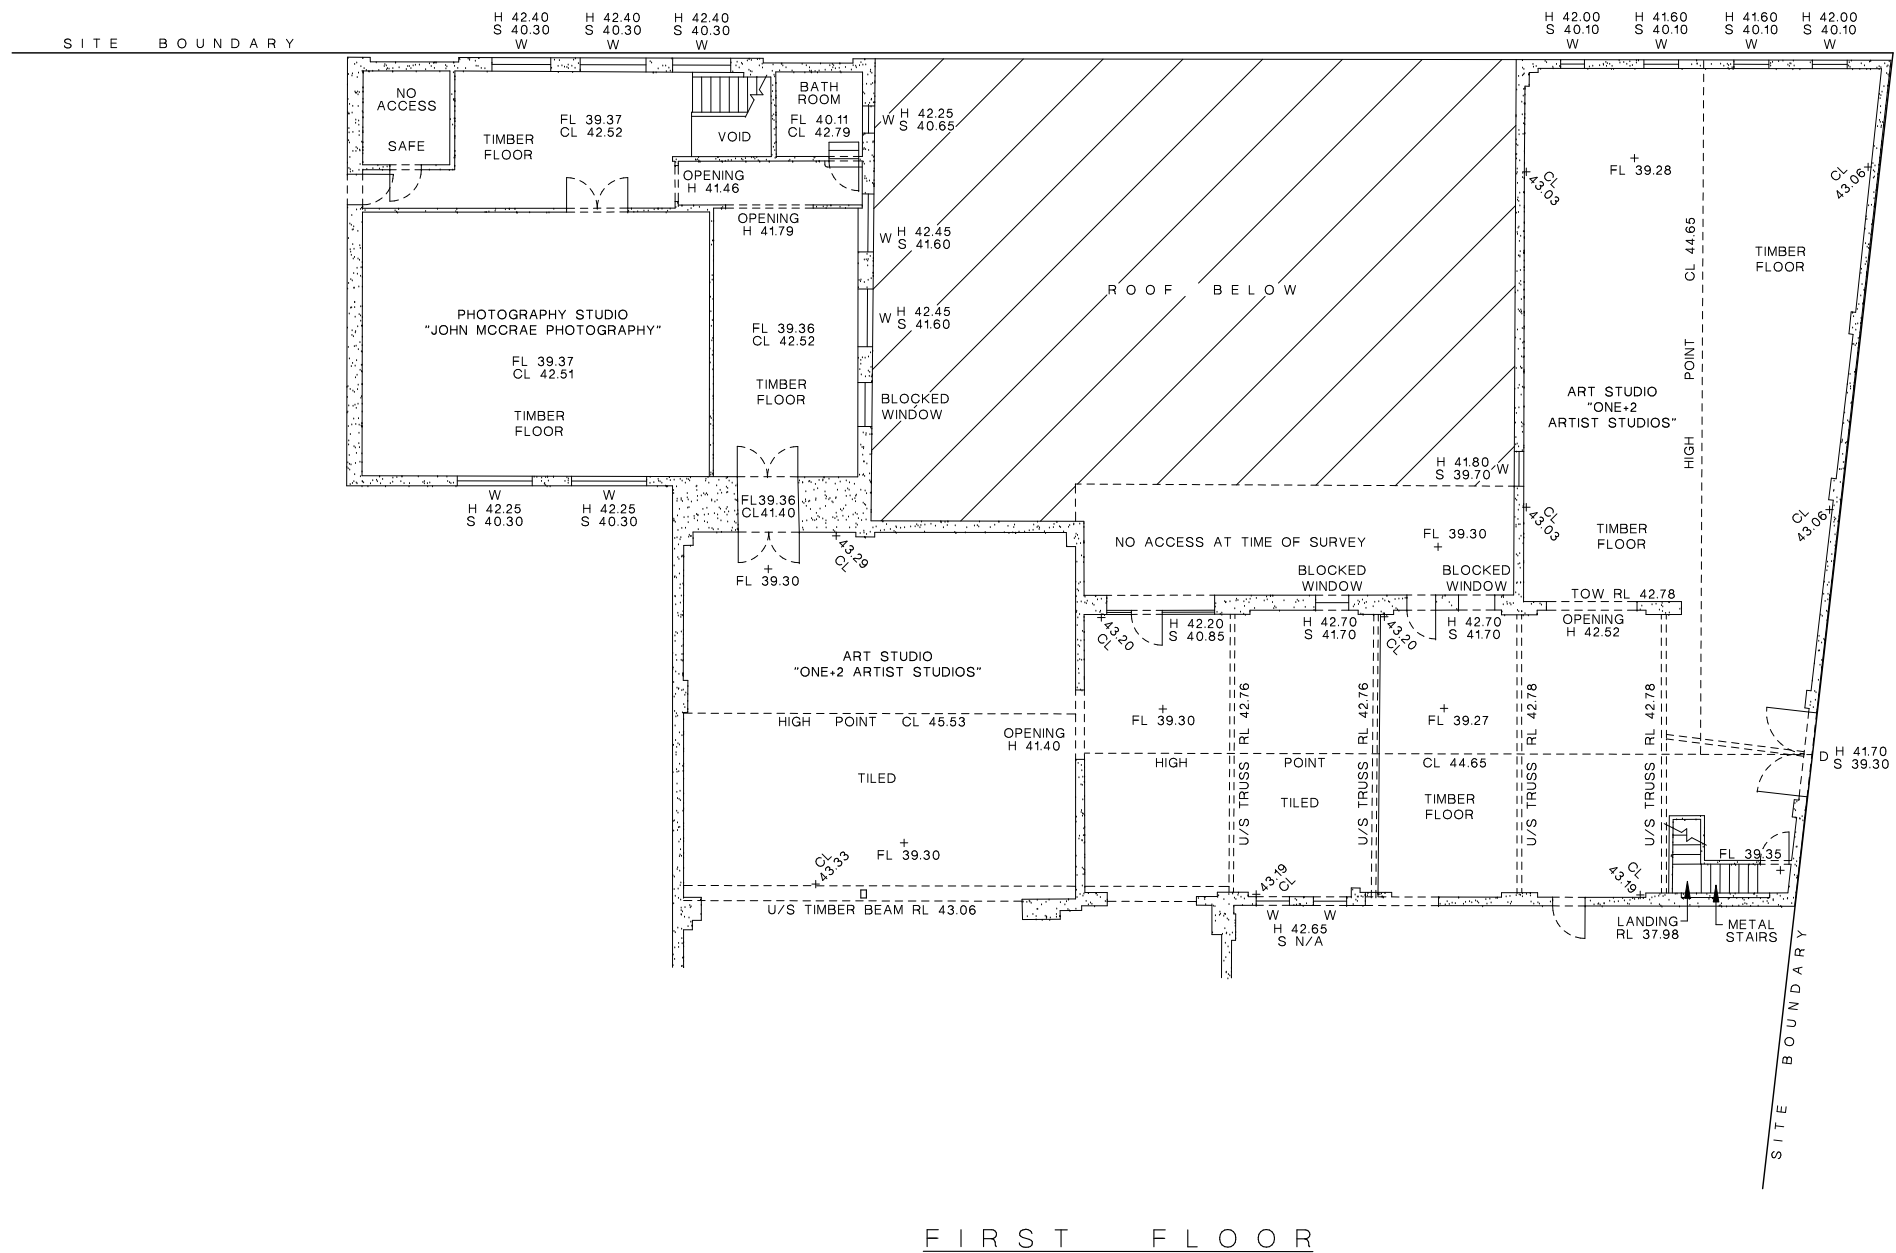 H 42.40
S 40.30
W
H 42.40
S 40.30
W
H 42.40
S 40.30
W
H 42.00
S 40.10
W
H 41.60
S 40.10
W
H 41.60
S 40.10
W
H 42.00
S 40.10
W
SITE BOUNDARY
NO
ACCESS
SAFE
TIMBER
FLOOR
FL 39.37
CL 42.52
VOID
BATH
ROOM
FL 40.11
CL 42.79
W H 42.25
S 40.65
OPENING
H 41.46
OPENING
H 41.79
W H 42.45
S 41.60
W H 42.45
S 41.60
ROOF BELOW
PHOTOGRAPHY STUDIO
"JOHN MCCRAE PHOTOGRAPHY"
FL 39.37
CL 42.51
TIMBER
FLOOR
FL 39.36
CL 42.52
TIMBER
FLOOR
BLOCKED
WINDOW
FL 39.28
CL
43.03
CL
43.06
CL 44.65
HIGH POINT
TIMBER
FLOOR
ART STUDIO
"ONE+2
ARTIST STUDIOS"
H 41.80
S 39.70 W
CL
43.03
CL
43.06
TIMBER
FLOOR
W
H 42.25
S 40.30
W
H 42.25
S 40.30
FL39.36
CL41.40
43.29
CL
FL 39.30
NO ACCESS AT TIME OF SURVEY
FL 39.30
BLOCKED
WINDOW
BLOCKED
WINDOW
TOW RL 42.78
OPENING
H 42.52
43.20
CL
H 42.20
S 40.85
H 42.70
S 41.70
43.20
CL
H 42.70
S 41.70
ART STUDIO
"ONE+2 ARTIST STUDIOS"
HIGH POINT CL 45.53
OPENING
H 41.40
TILED
FL 39.30
U/S TRUSS RL 42.76
U/S TRUSS RL 42.76
FL 39.27
U/S TRUSS RL 42.78
U/S TRUSS RL 42.78
HIGH POINT CL 44.65
D H 41.70
S 39.30
TILED
TIMBER
FLOOR
FL 39.30
CL
43.33
FL 39.35
43.19
CL
CL
43.19
U/S TIMBER BEAM RL 43.06
W
W
H 42.65
S N/A
LANDING
RL 37.98
METAL
STAIRS
SITE BOUNDARY
FIRST FLOOR